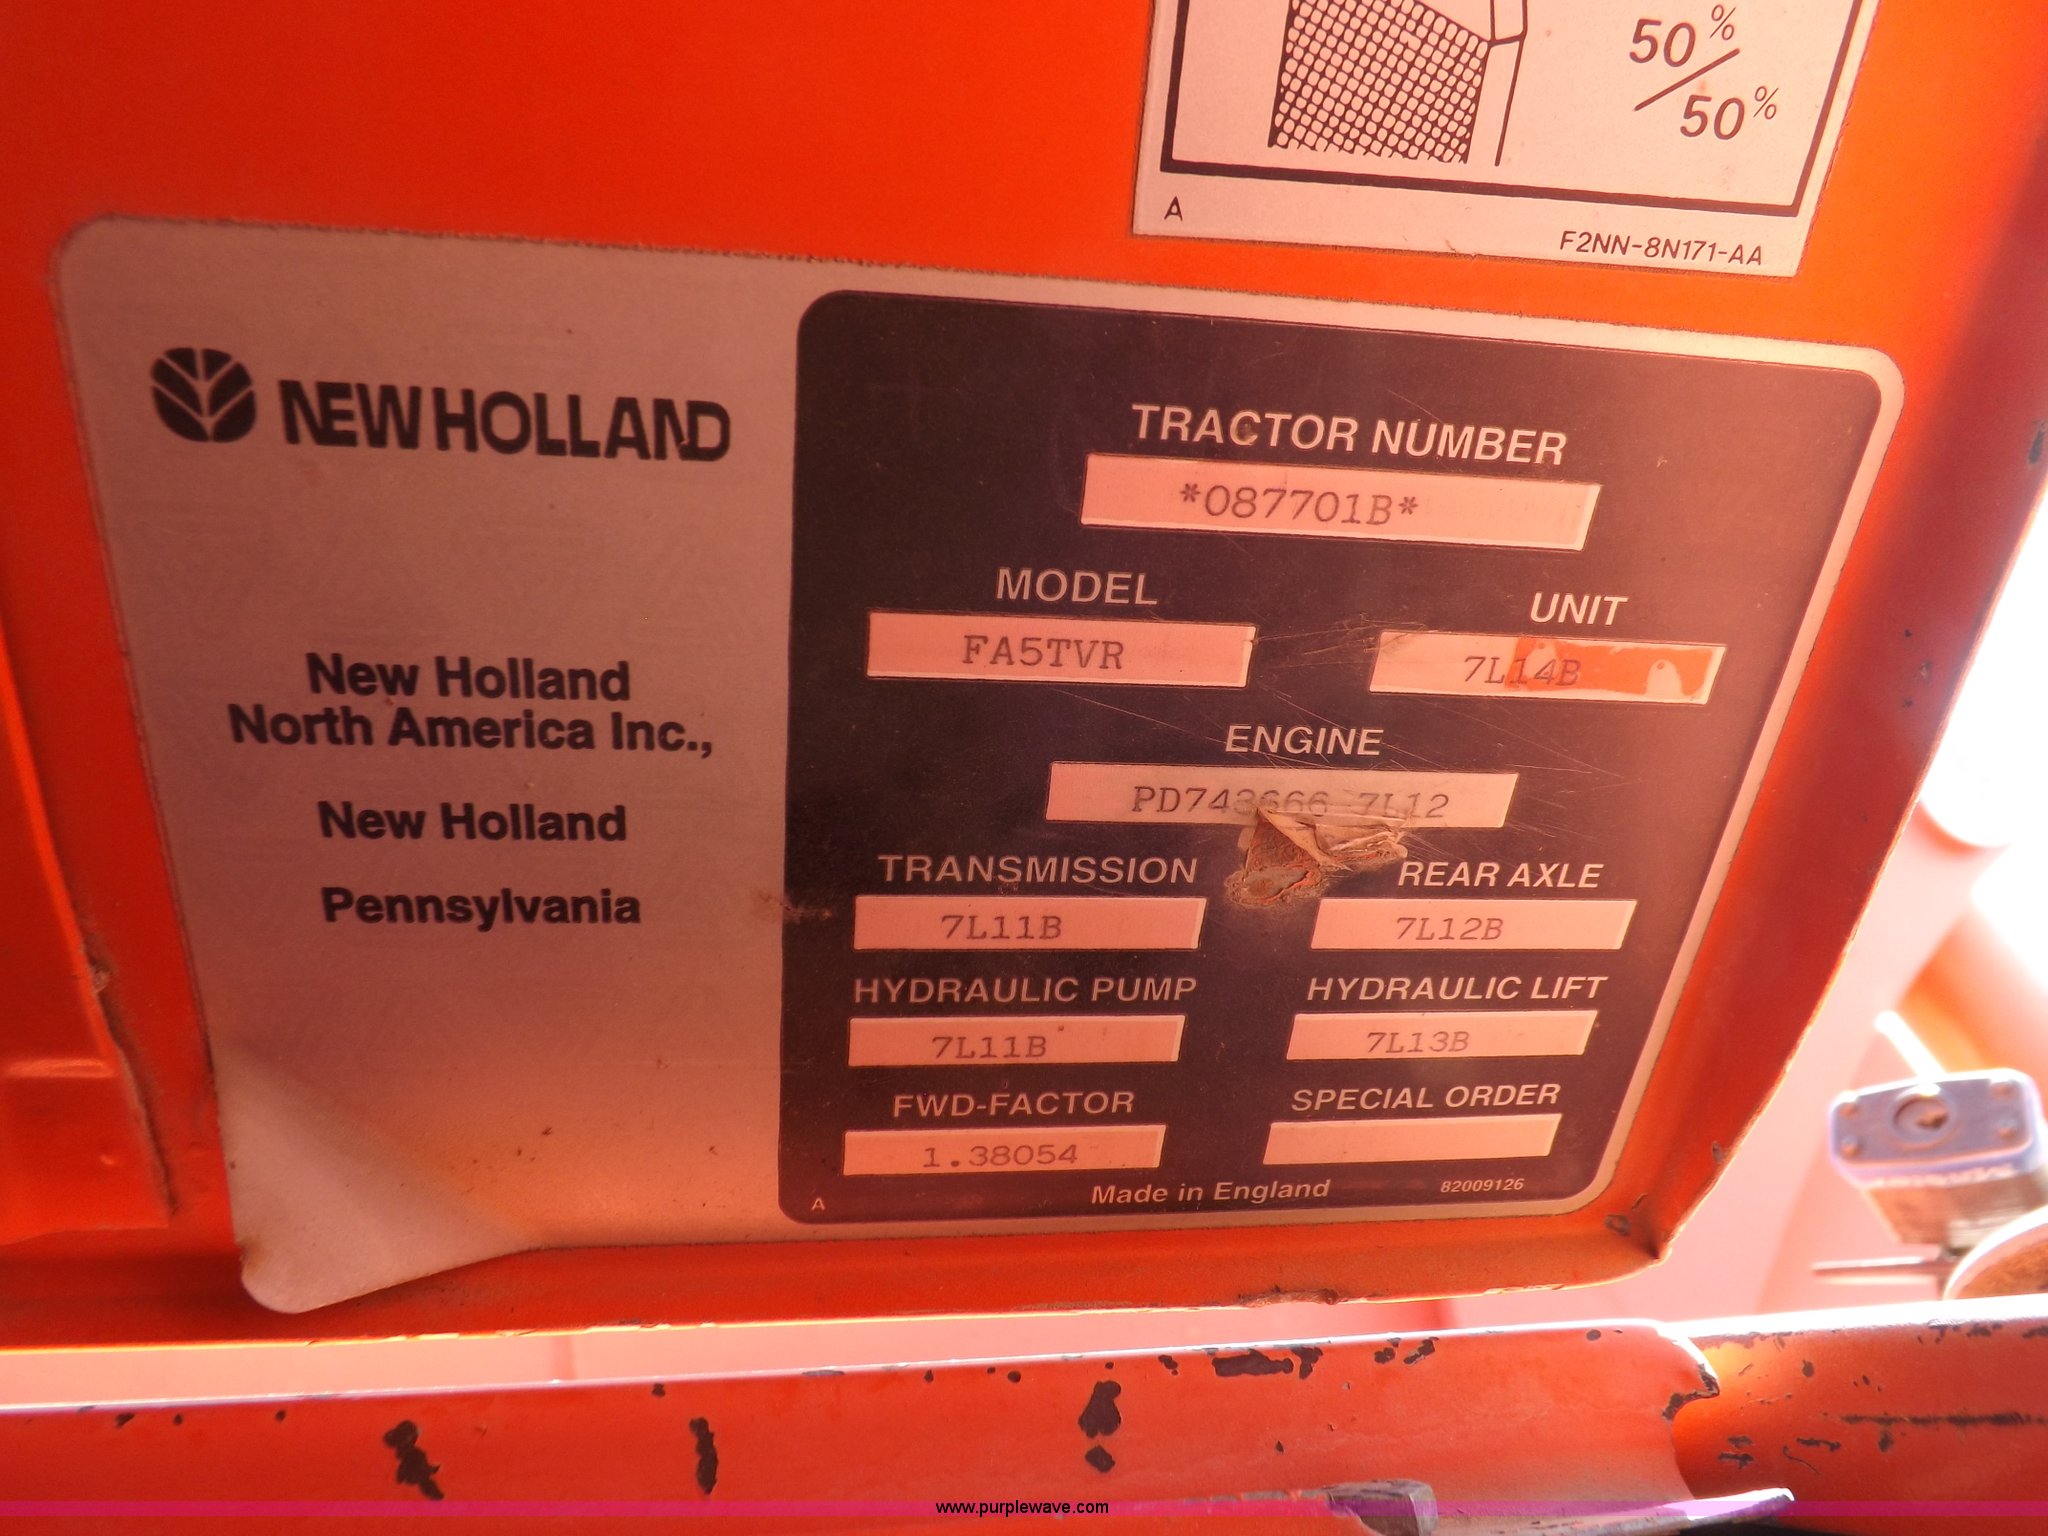 50%
/50%
A
F2NN-8N171-AA
NEW HOLLAND
New Holland
North America Inc.,
New Holland
Pennsylvania
TRACTOR NUMBER
*087701B*
MODEL
UNIT
FA5TVR
7L14B
ENGINE
PD743666 7L12
TRANSMISSION
REAR AXLE
7L11B
7L12B
HYDRAULIC PUMP
HYDRAULIC LIFT
7L11B
7L13B
FWD-FACTOR
SPECIAL ORDER
1.38054
A
Made in England
82009126
www.purplewave.com